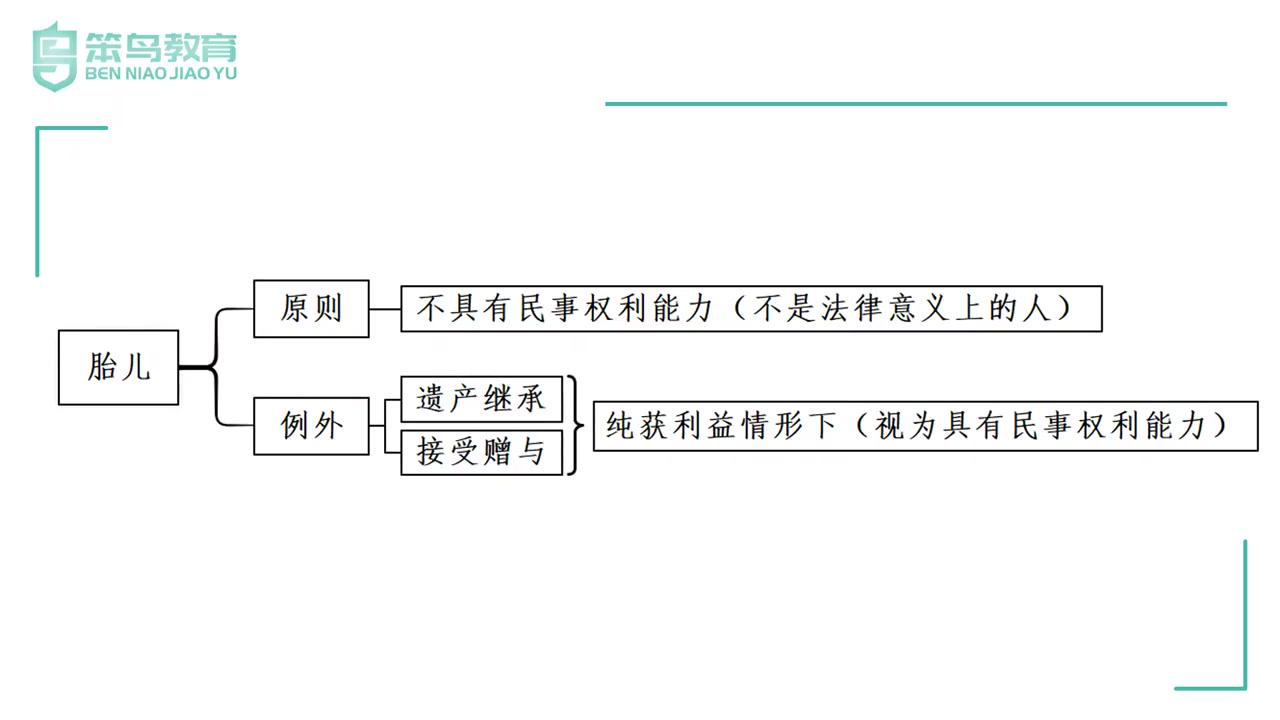 笨鸟教育
BEN NIAO JIAO YU
原则
不具有民事权利能力（不是法律意义上的人）
胎儿
例外
遗产继承
接受赠与
纯获利益情形下（视为具有民事权利能力）